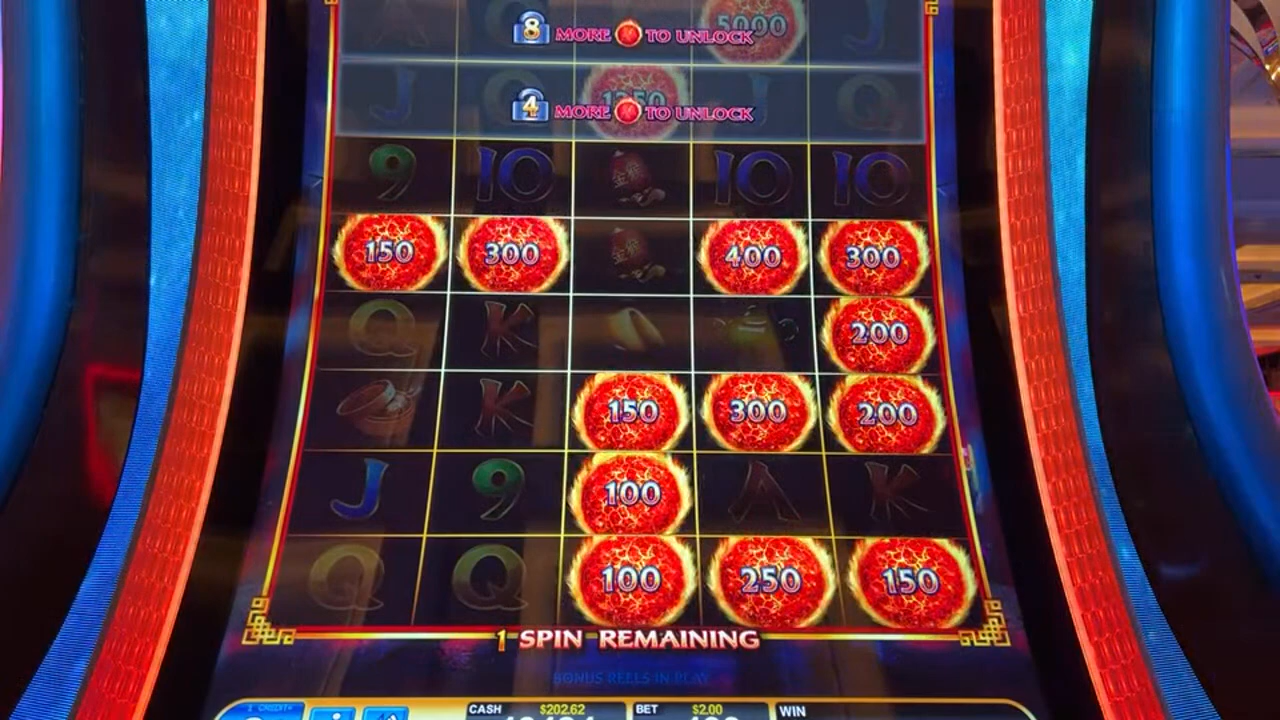 5000
8 MORE TO UNLOCK
J
J Q J Q
4 MORE TO UNLOCK
9 10 10 10
150 300 400 300
Q K 200
K 150 300 200
J 9 100 A K
Q Q 100 250 150
1 SPIN REMAINING
BONUS REELS IN PLAY
CASH $202.62 BET $2.00 WIN